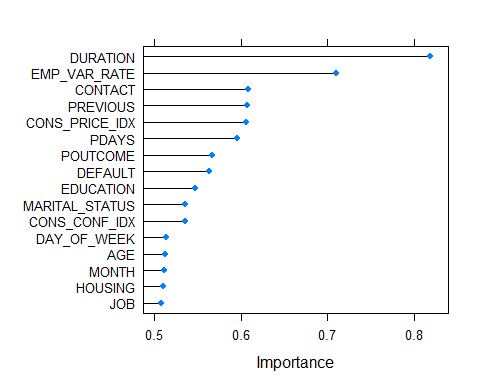 DURATION
EMP_VAR_RATE
CONTACT
PREVIOUS
CONS_PRICE_IDX
PDAYS
POUTCOME
DEFAULT
EDUCATION
MARITAL_STATUS
CONS_CONF_IDX
DAY_OF_WEEK
AGE
MONTH
HOUSING
JOB
0.5 0.6 0.7 0.8
Importance